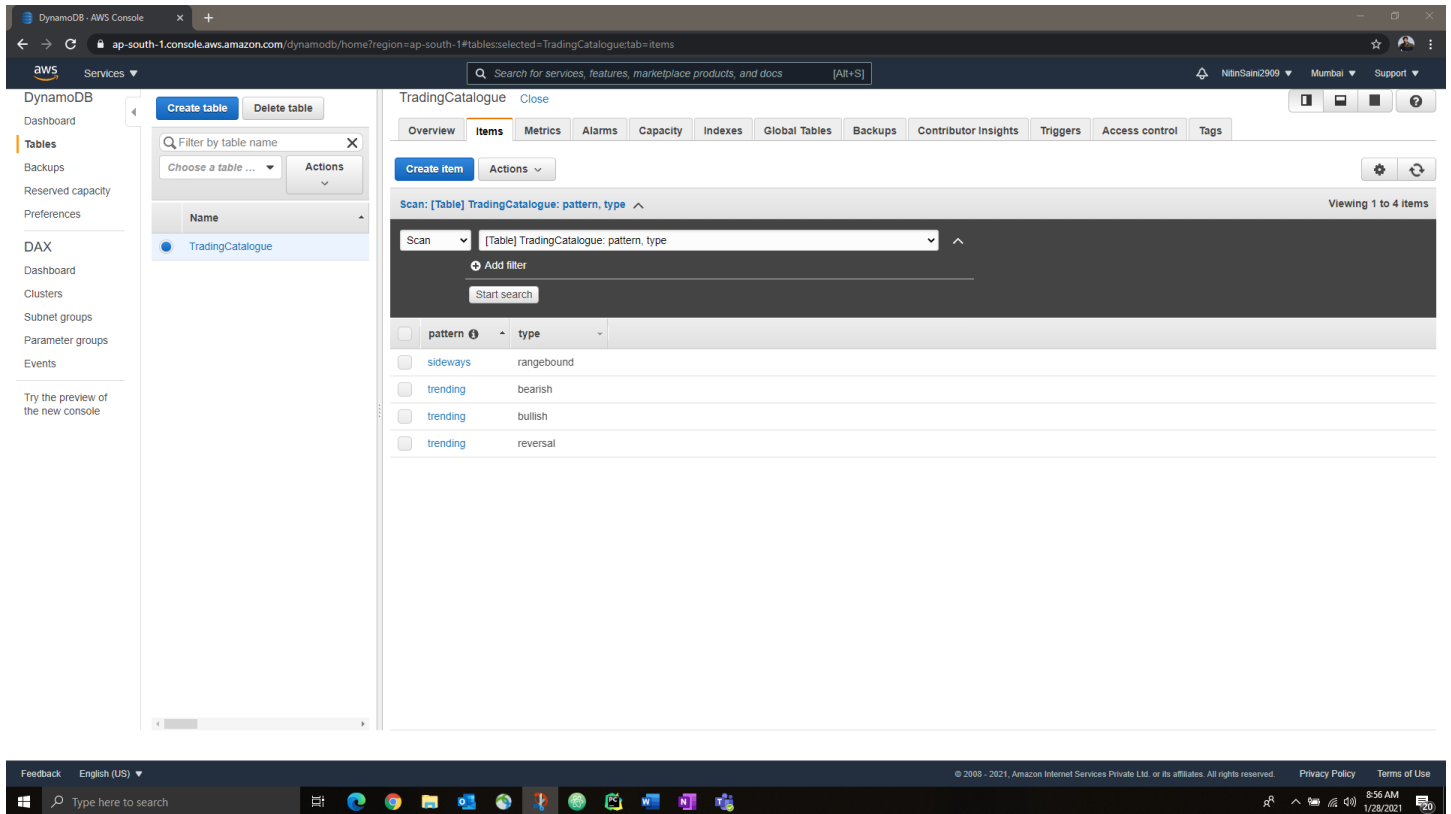 DynamoDB · AWS Console
ap-south-1.console.aws.amazon.com/dynamodb/home?region=ap-south-1#tables:selected=TradingCatalogue;tab=items
aws Services Search for services, features, marketplace products, and docs [Alt+S] NitinSaini2909 Mumbai Support
DynamoDB
Dashboard
Tables
Backups
Reserved capacity
Preferences
DAX
Dashboard
Clusters
Subnet groups
Parameter groups
Events
Try the preview of
the new console
Create table Delete table
Filter by table name
Choose a table ... Actions
Name
TradingCatalogue
TradingCatalogue Close
Overview Items Metrics Alarms Capacity Indexes Global Tables Backups Contributor Insights Triggers Access control Tags
Create item Actions
Scan: [Table] TradingCatalogue: pattern, type Viewing 1 to 4 items
Scan [Table] TradingCatalogue: pattern, type
Add filter
Start search
pattern type
sideways rangebound
trending bearish
trending bullish
trending reversal
Feedback English (US) © 2008 - 2021, Amazon Internet Services Private Ltd. or its affiliates. All rights reserved. Privacy Policy Terms of Use
Type here to search
8:56 AM
1/28/2021
20